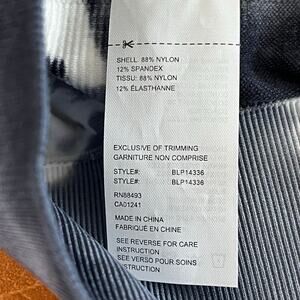 SHELL: 88% NYLON
12% SPANDEX
TISSU: 88% NYLON
12% ÉLASTHANNE
EXCLUSIVE OF TRIMMING
GARNITURE NON COMPRISE
STYLE#: BLP14336
STYLE#: BLP14336
RN88493
CA01241
MADE IN CHINA
FABRIQUÉ EN CHINE
SEE REVERSE FOR CARE
INSTRUCTION
SEE VERSO POUR SOINS
INSTRUCTION